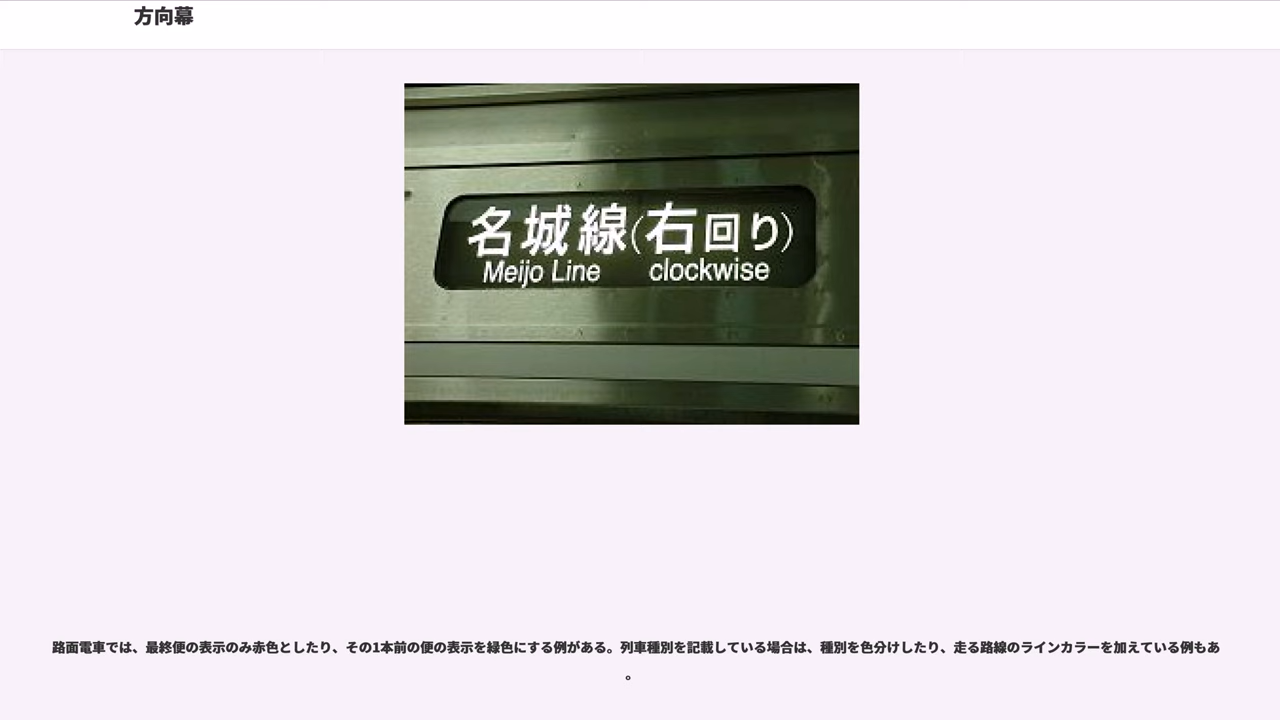 方向幕
名城線(右回り)
Meijo Line clockwise
路面電車では、最終便の表示のみ赤色としたり、その1本前の便の表示を緑色にする例がある。列車種別を記載している場合は、種別を色分けしたり、走る路線のラインカラーを加えている例もあ
。